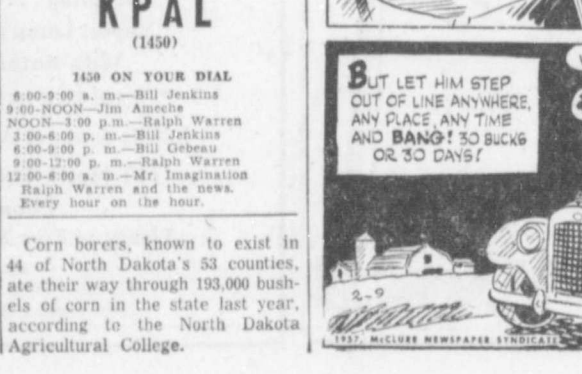 KPAL
(1450)
1450 ON YOUR DIAL
6:00-9:00 a. m.—Bill Jenkins
9:00-NOON—Jim Ameche
NOON—3:00 p.m.—Ralph Warren
3:00-6:00 p. m.—Bill Jenkins
6:00-9:00 p. m.—Bill Gebeau
9:00-12:00 p. m.—Ralph Warren
12:00-6:00 a. m.—Mr. Imagination
Ralph Warren and the news.
Every hour on the hour.
Corn borers, known to exist in
44 of North Dakota's 53 counties,
ate their way through 193,000 bush-
els of corn in the state last year,
according to the North Dakota
Agricultural College.
BUT LET HIM STEP
OUT OF LINE ANYWHERE,
ANY PLACE, ANY TIME
AND BANG! 30 BUCKS
OR 30 DAYS!
2-9
1957, McCLURE NEWSPAPER SYNDICATE